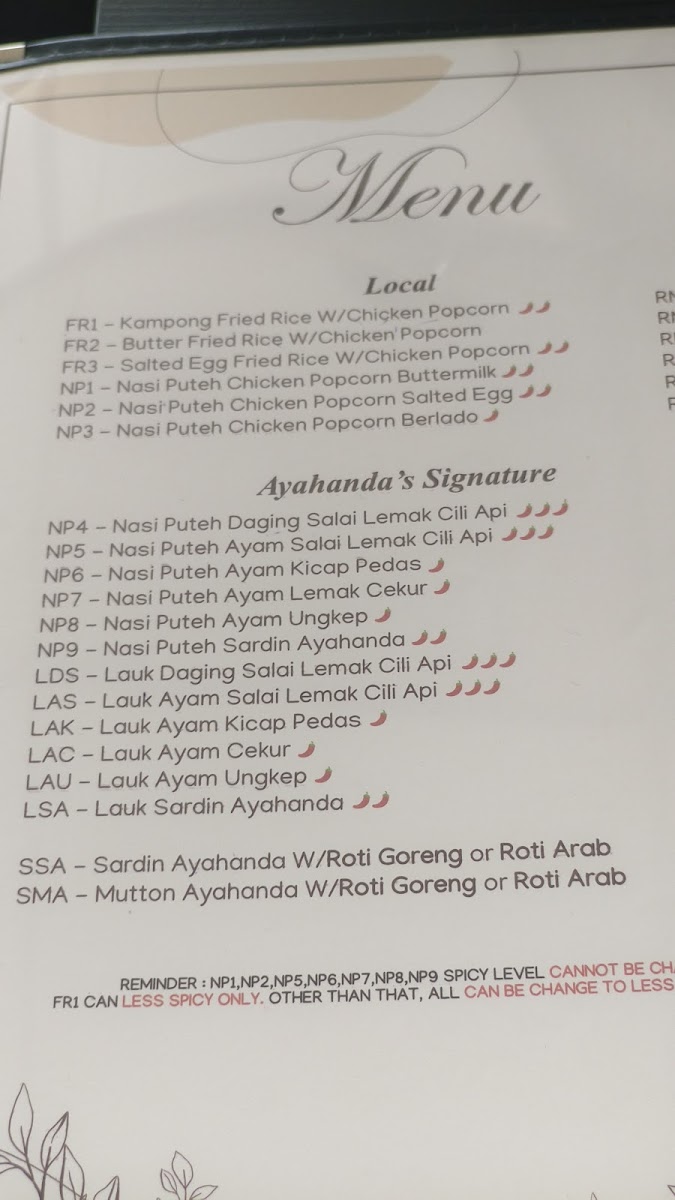 Menu
Local
FR1 – Kampong Fried Rice W/Chicken Popcorn
FR2 – Butter Fried Rice W/Chicken Popcorn
FR3 – Salted Egg Fried Rice W/Chicken Popcorn
NP1 – Nasi Puteh Chicken Popcorn Buttermilk
NP2 – Nasi Puteh Chicken Popcorn Salted Egg
NP3 – Nasi Puteh Chicken Popcorn Berlado
Ayahanda's Signature
NP4 – Nasi Puteh Daging Salai Lemak Cili Api
NP5 – Nasi Puteh Ayam Salai Lemak Cili Api
NP6 – Nasi Puteh Ayam Kicap Pedas
NP7 – Nasi Puteh Ayam Lemak Cekur
NP8 – Nasi Puteh Ayam Ungkep
NP9 – Nasi Puteh Sardin Ayahanda
LDS – Lauk Daging Salai Lemak Cili Api
LAS – Lauk Ayam Salai Lemak Cili Api
LAK – Lauk Ayam Kicap Pedas
LAC – Lauk Ayam Cekur
LAU – Lauk Ayam Ungkep
LSA – Lauk Sardin Ayahanda
SSA – Sardin Ayahanda W/Roti Goreng or Roti Arab
SMA – Mutton Ayahanda W/Roti Goreng or Roti Arab
REMINDER : NP1,NP2,NP5,NP6,NP7,NP8,NP9 SPICY LEVEL CANNOT BE
FR1 CAN LESS SPICY ONLY. OTHER THAN THAT, ALL CAN BE CHANGE TO LESS